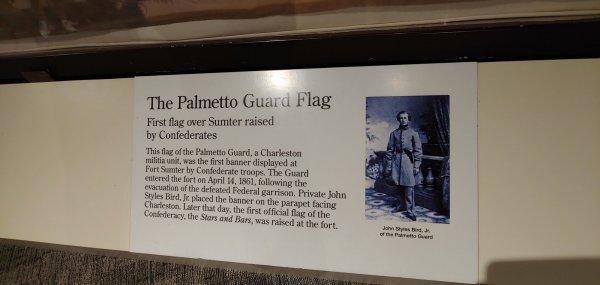 The Palmetto Guard Flag
First flag over Sumter raised
by Confederates
This flag of the Palmetto Guard, a Charleston
militia unit, was the first banner displayed at
Fort Sumter by Confederate troops. The Guard
entered the fort on April 14, 1861, following the
evacuation of the defeated Federal garrison. Private John
Styles Bird, Jr. placed the banner on the parapet facing
Charleston. Later that day, the first official flag of the
Confederacy, the Stars and Bars, was raised at the fort.
John Styles Bird, Jr.
of the Palmetto Guard